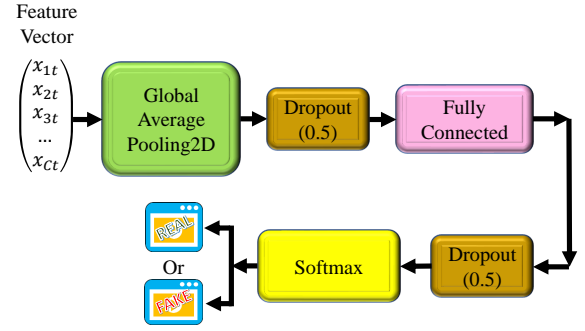 Feature
Vector
x1t
x2t
x3t
...
xCt
Global
Average
Pooling2D
Dropout
(0.5)
Fully
Connected
REAL
Or
FAKE
Softmax
Dropout
(0.5)